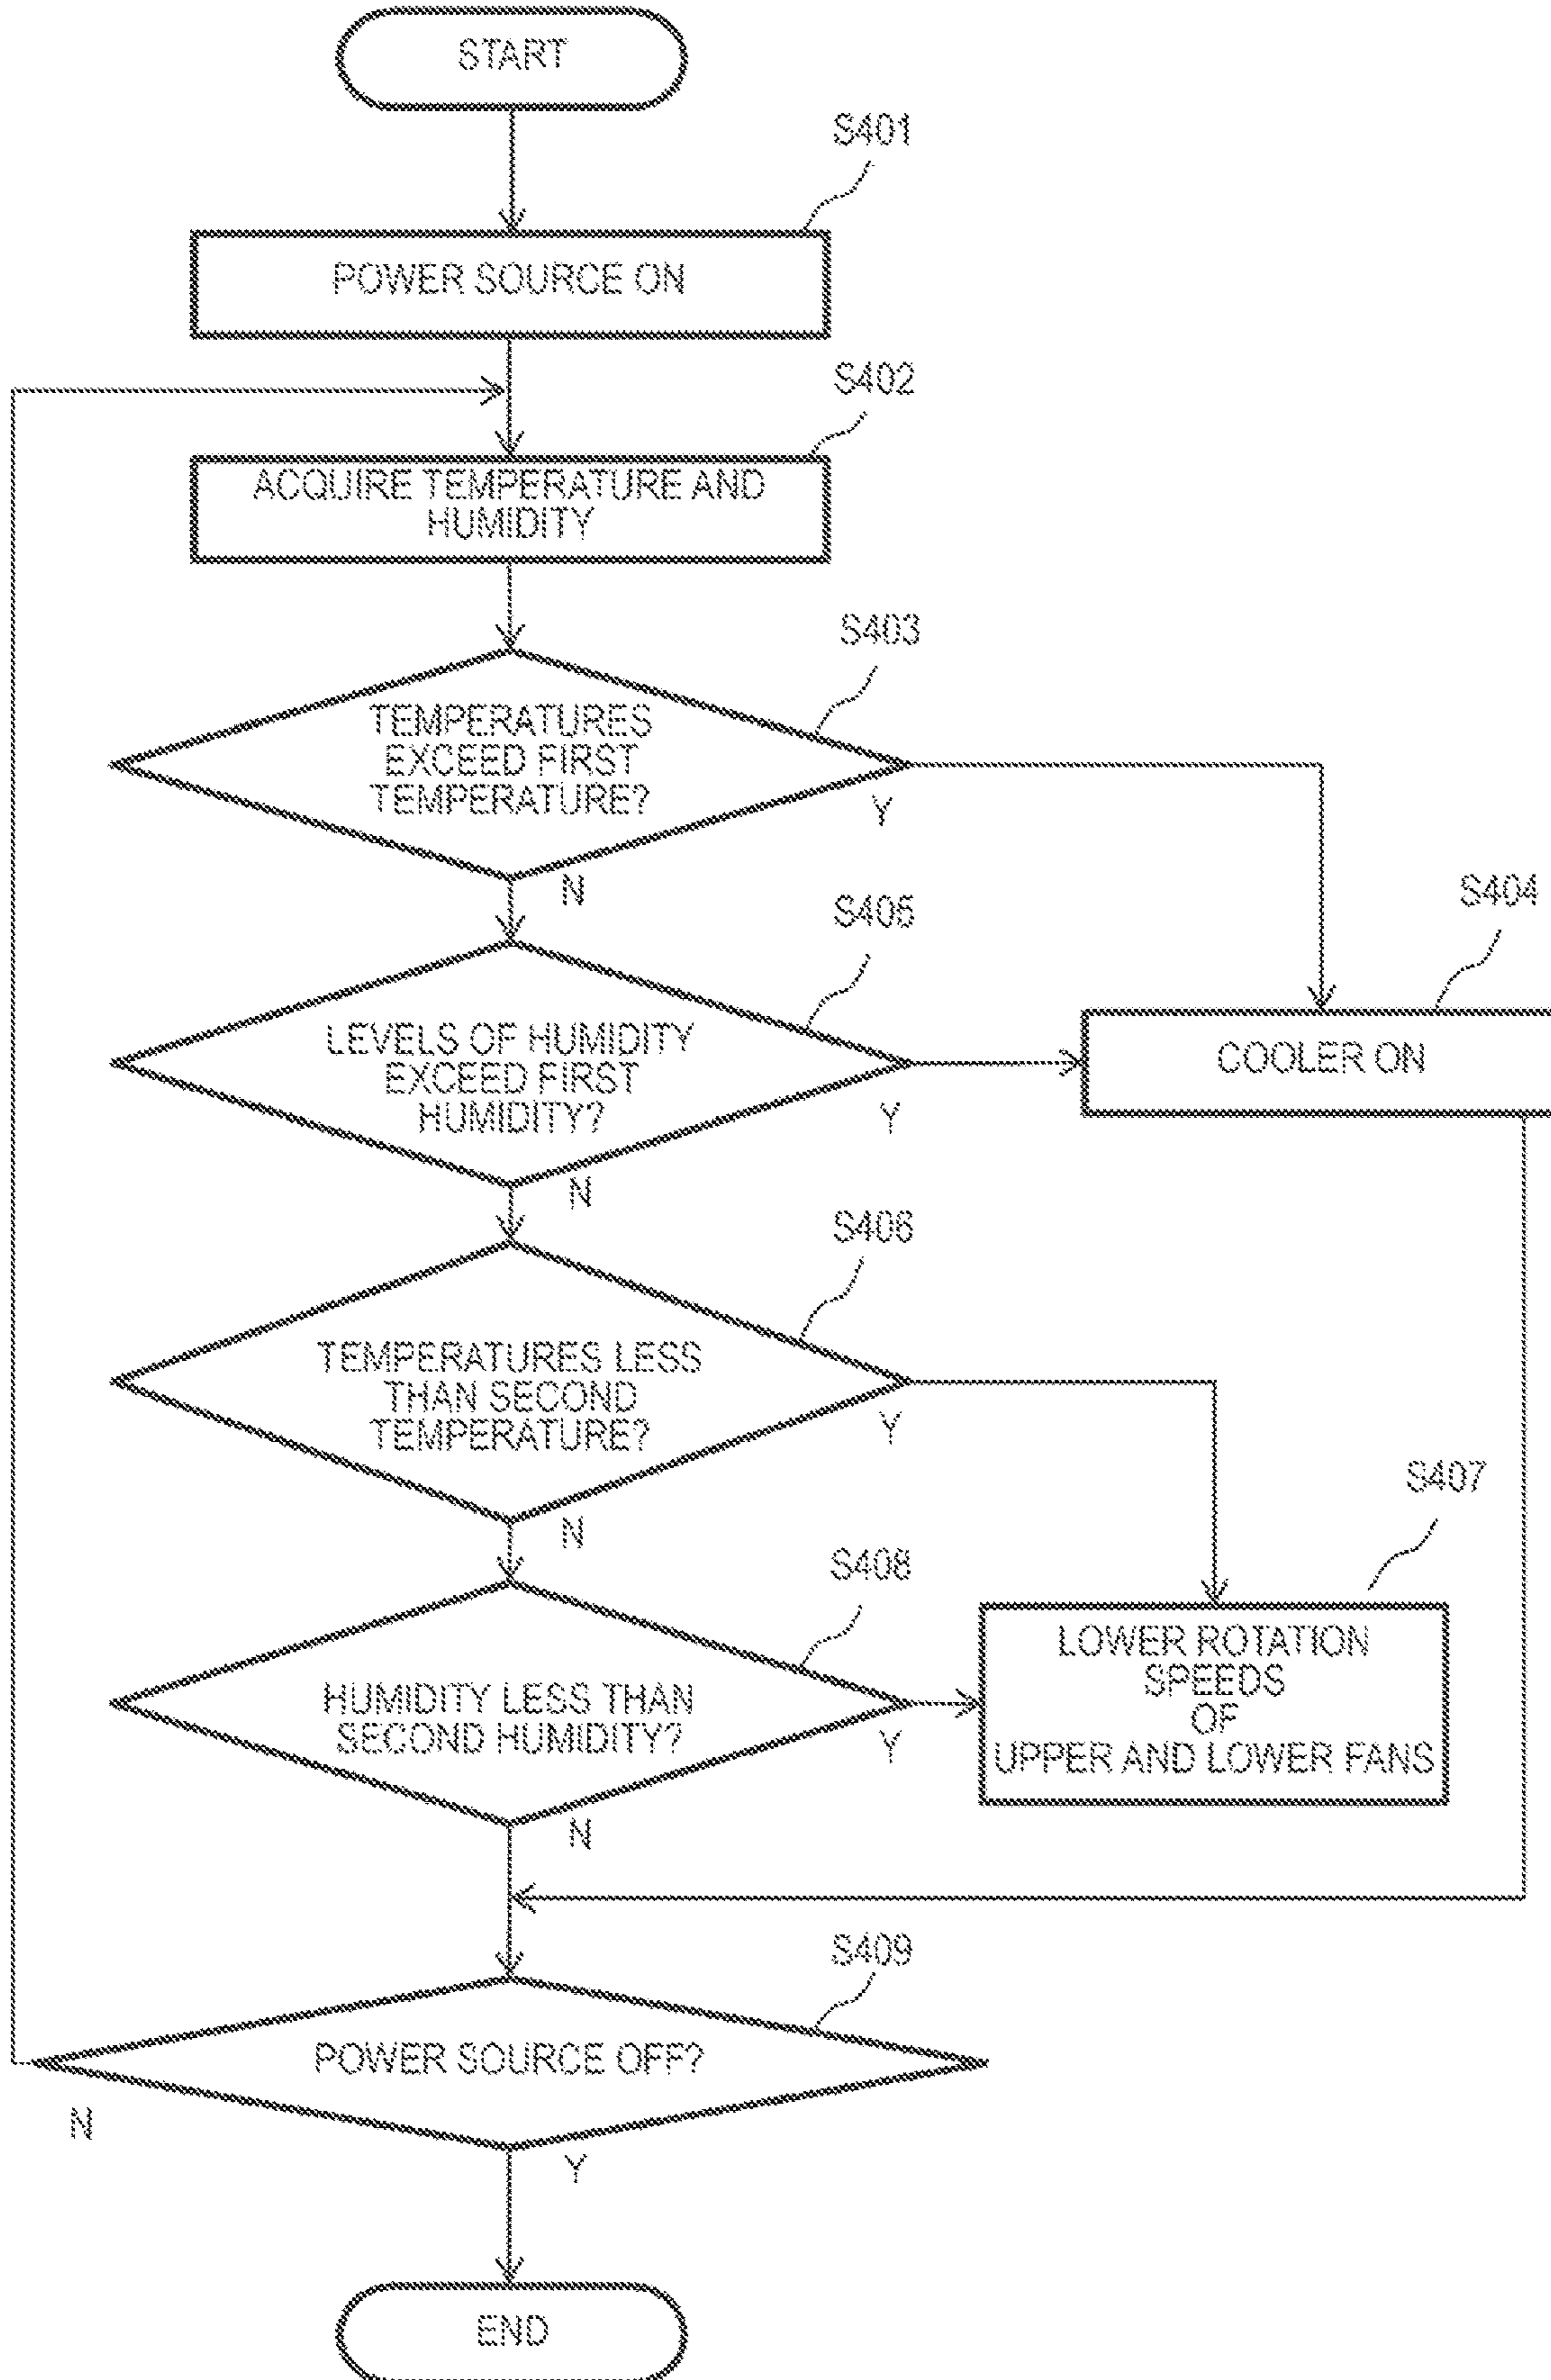 START
S401
POWER SOURCE ON
S402
ACQUIRE TEMPERATURE AND
HUMIDITY
S403
TEMPERATURES
EXCEED FIRST
TEMPERATURE?
Y
N
S404
COOLER ON
S405
LEVELS OF HUMIDITY
EXCEED FIRST
HUMIDITY?
Y
N
S406
TEMPERATURES LESS
THAN SECOND
TEMPERATURE?
Y
N
S407
LOWER ROTATION
SPEEDS
OF
UPPER AND LOWER FANS
S408
HUMIDITY LESS THAN
SECOND HUMIDITY?
Y
N
S409
POWER SOURCE OFF?
N
Y
END